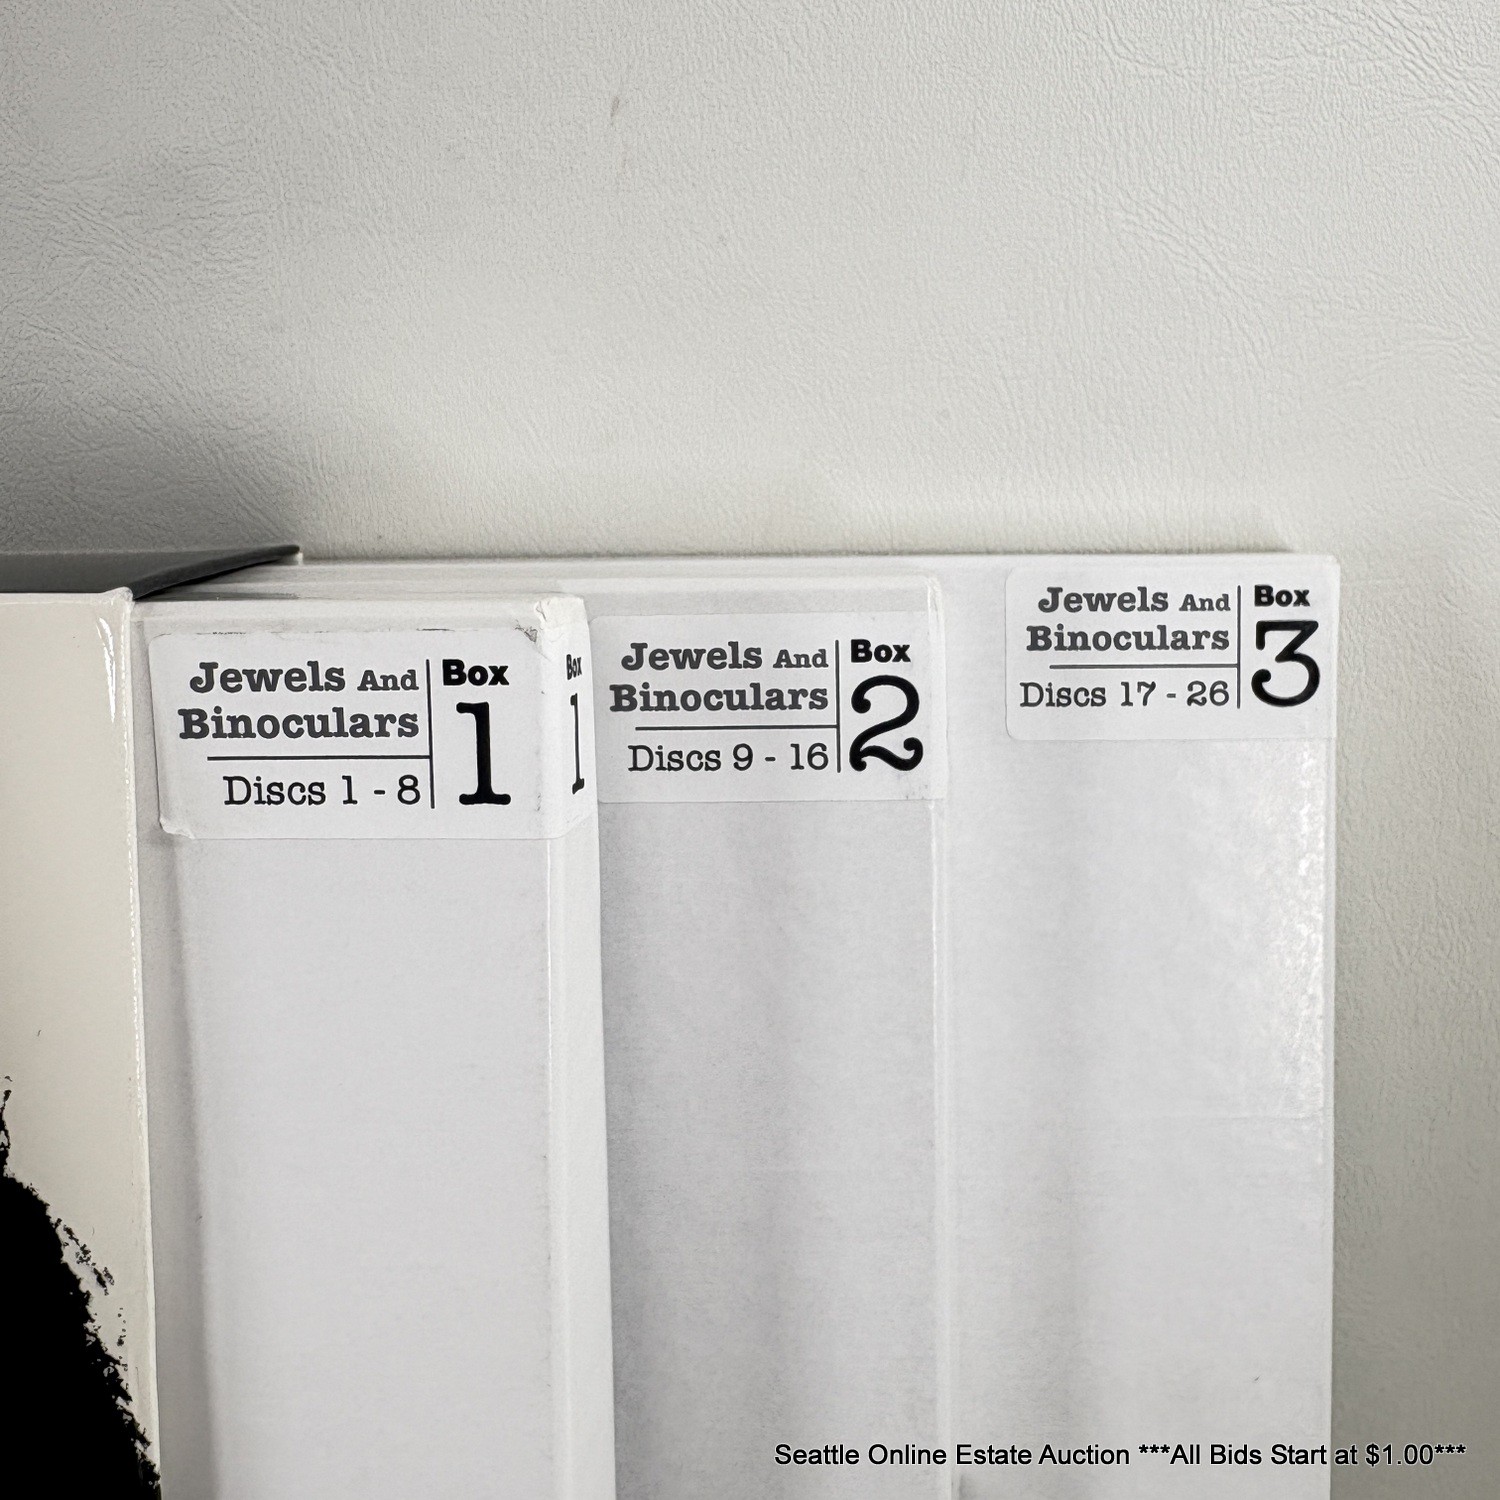 Jewels And
Binoculars
Discs 1 - 8
Box
1
Box
1
Jewels And
Binoculars
Discs 9 - 16
Box
2
Jewels And
Binoculars
Discs 17 - 26
Box
3
Seattle Online Estate Auction ***All Bids Start at $1.00***